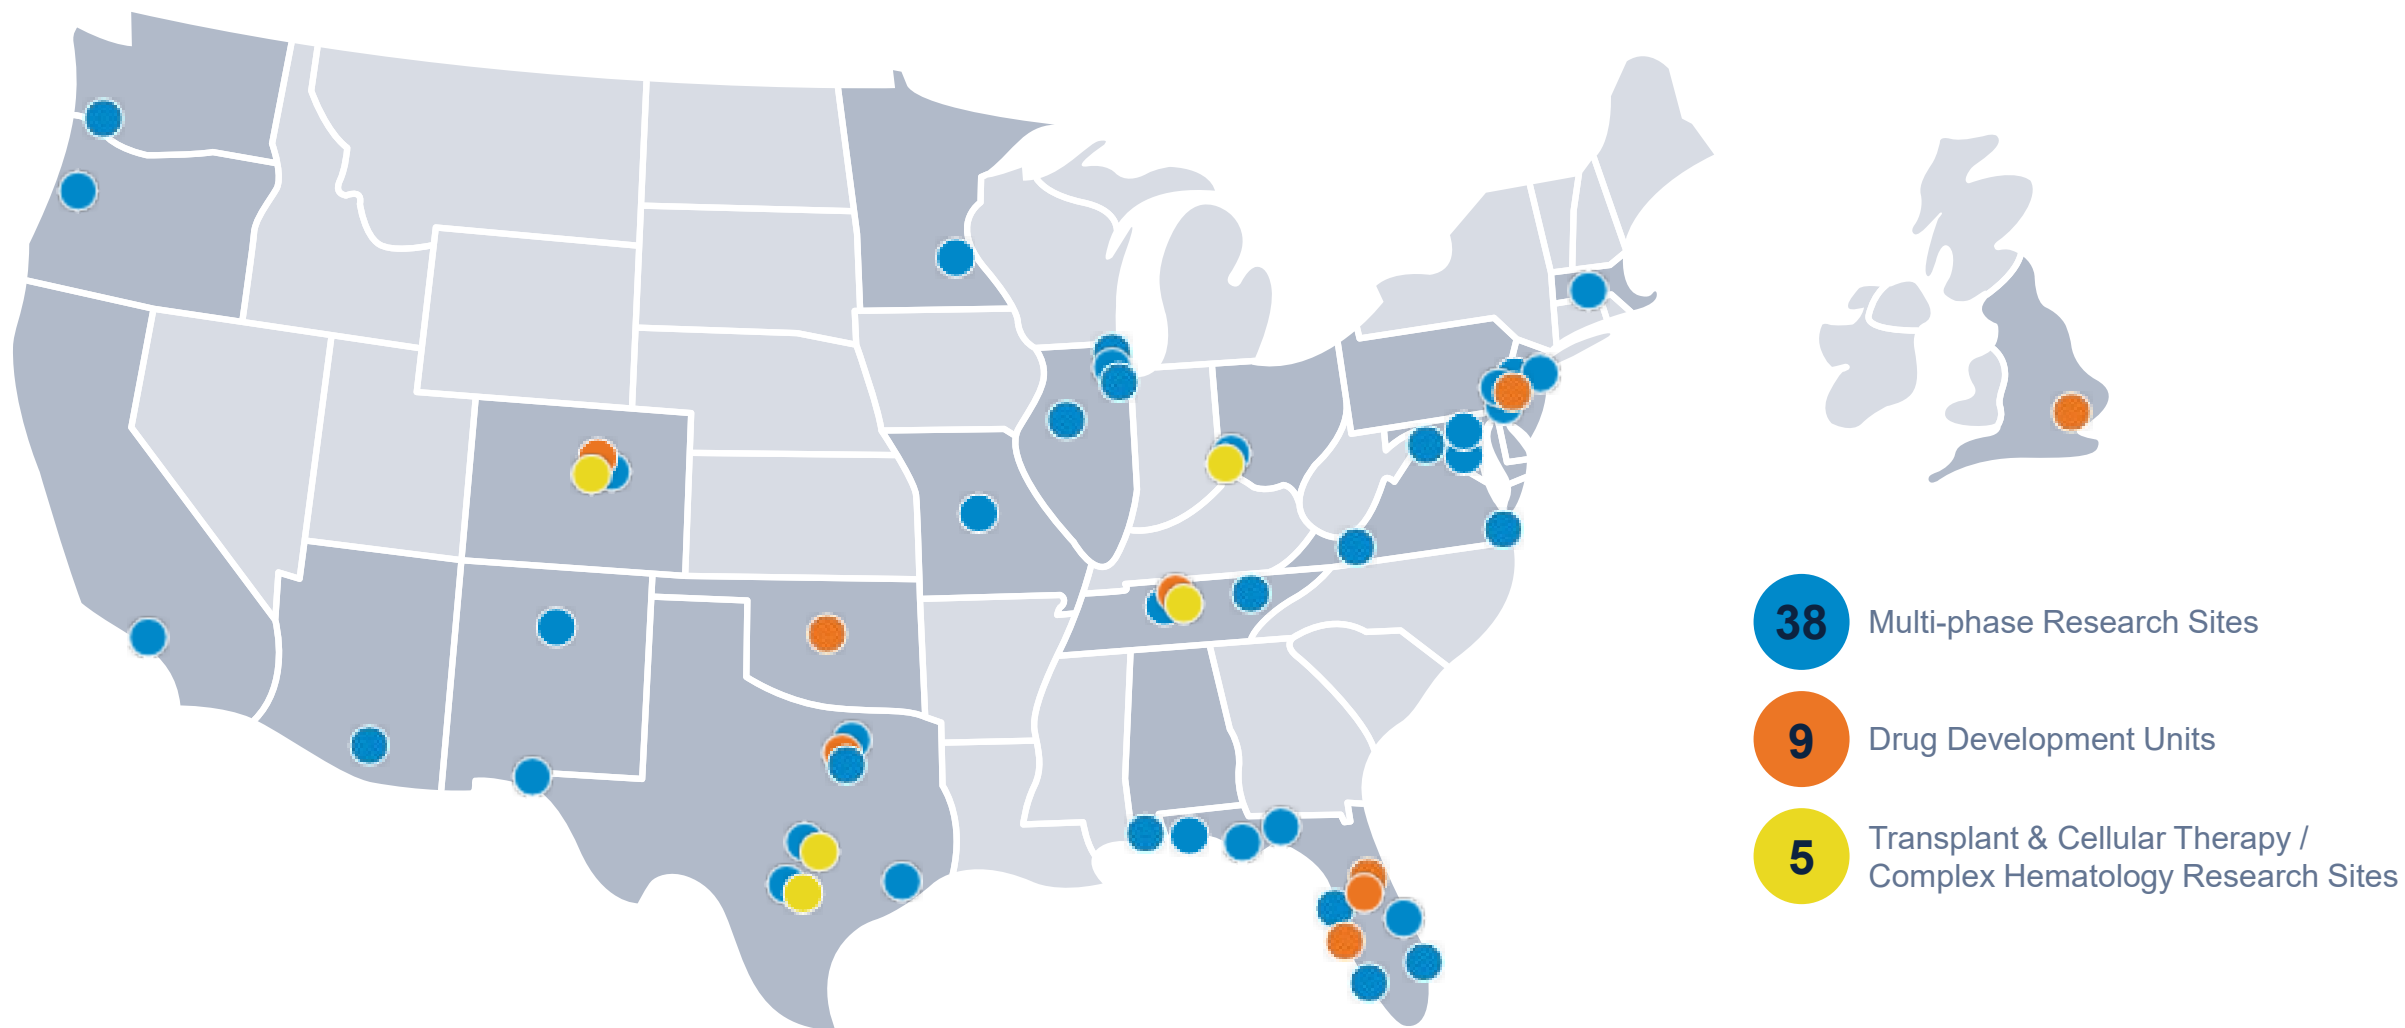 38 Multi-phase Research Sites
9 Drug Development Units
5 Transplant & Cellular Therapy /
Complex Hematology Research Sites